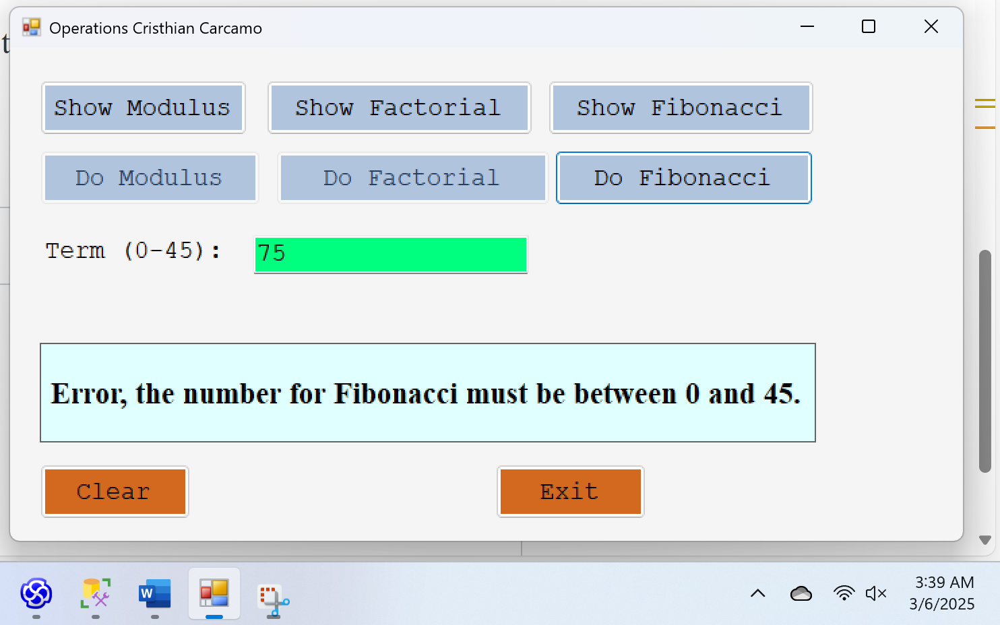 t
Operations Cristhian Carcamo
Show Modulus Show Factorial Show Fibonacci
Do Modulus Do Factorial Do Fibonacci
Term (0-45): 75
Error, the number for Fibonacci must be between 0 and 45.
Clear Exit
W
3:39 AM
3/6/2025